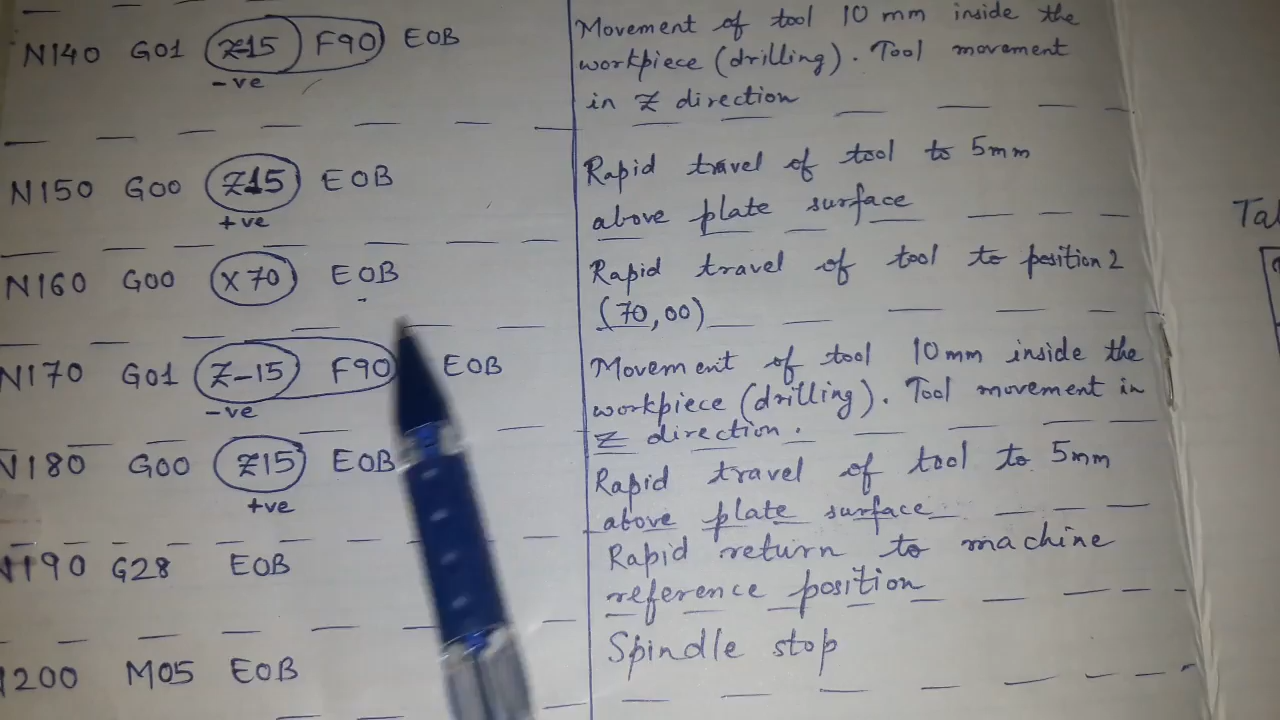 N140 G01 Z-15 F90 EOB
-ve
Movement of tool 10 mm inside the
workpiece (drilling). Tool movement
in Z direction
N150 G00 Z15 EOB
+ve
Rapid travel of tool to 5mm
above plate surface
N160 G00 X70 EOB
Rapid travel of tool to position 2
(70,00)
N170 G01 Z-15 F90 EOB
-ve
Movement of tool 10mm inside the
workpiece (drilling). Tool movement in
Z direction.
N180 G00 Z15 EOB
+ve
Rapid travel of tool to 5mm
above plate surface
N190 G28 EOB
Rapid return to machine
reference position
N200 M05 EOB
Spindle stop